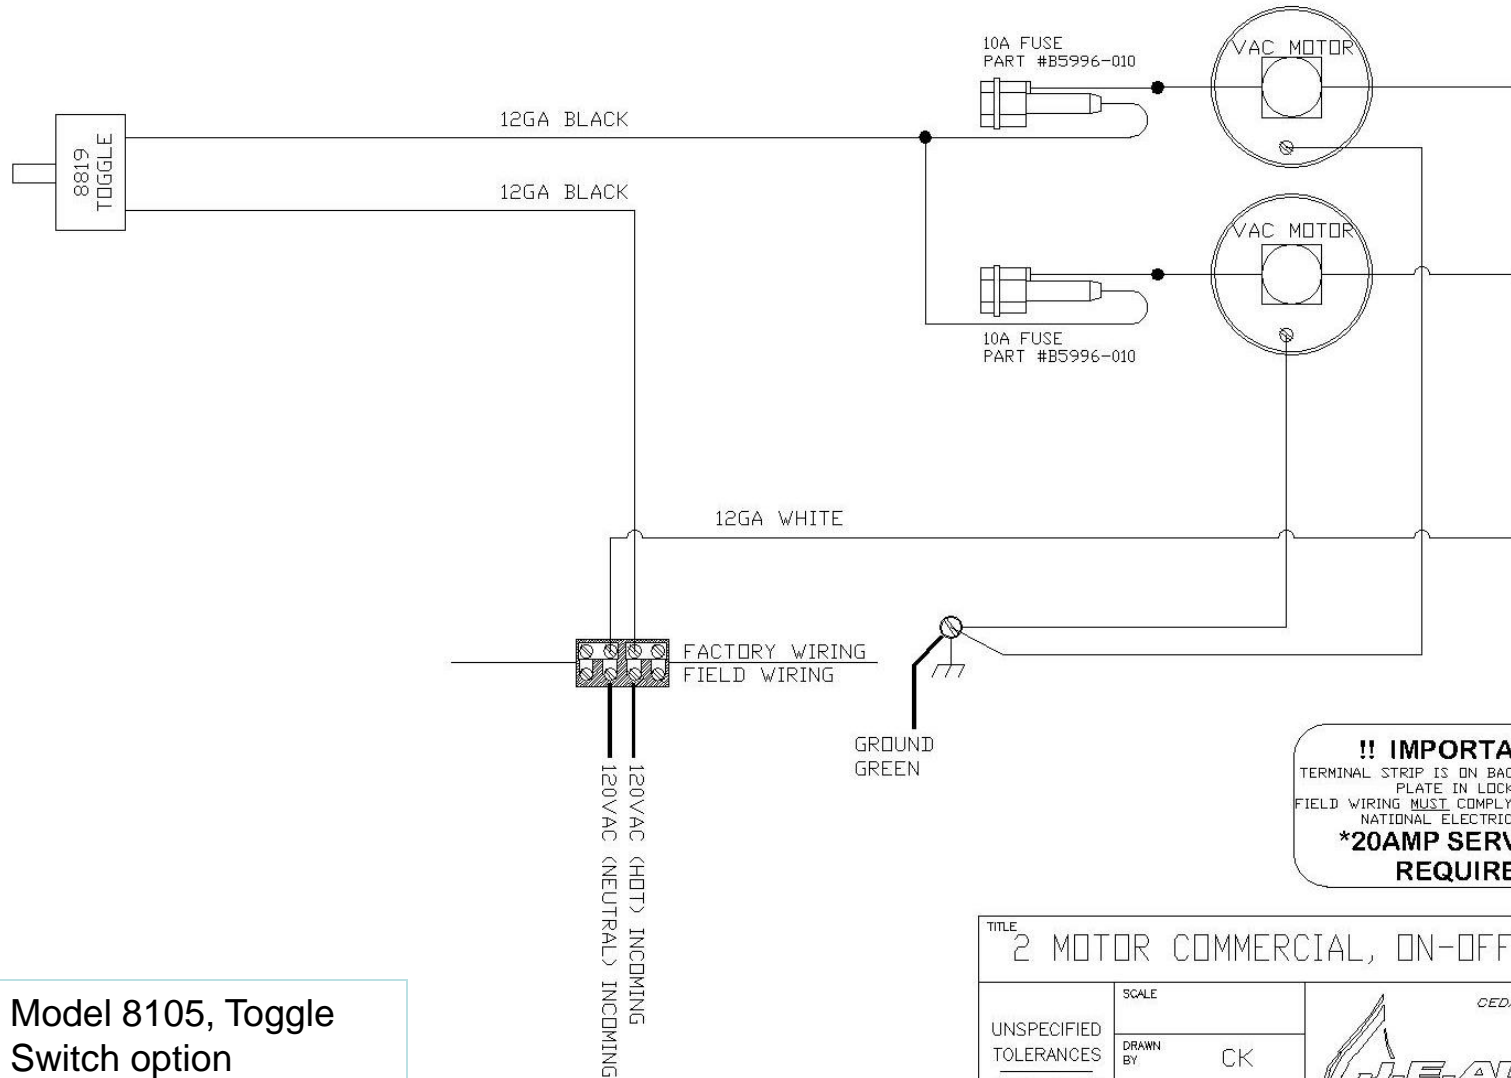 10A FUSE
PART #B5996-010
VAC MOTOR
12GA BLACK
8819
TOGGLE
12GA BLACK
VAC MOTOR
10A FUSE
PART #B5996-010
12GA WHITE
FACTORY WIRING
FIELD WIRING
GROUND
GREEN
120VAC (HOT) INCOMING
120VAC (NEUTRAL) INCOMING
!! IMPORTA
TERMINAL STRIP IS ON BAC
PLATE IN LOCK
FIELD WIRING MUST COMPLY
NATIONAL ELECTRIC
*20AMP SERV
REQUIRE
TITLE
2 MOTOR COMMERCIAL, ON-OFF
SCALE
CED
UNSPECIFIED
TOLERANCES
DRAWN
BY
CK
Model 8105, Toggle
Switch option